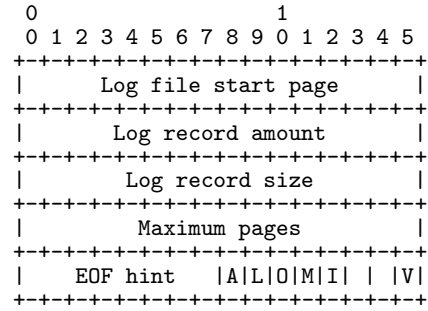 0                   1
 0 1 2 3 4 5 6 7 8 9 0 1 2 3 4 5
+-+-+-+-+-+-+-+-+-+-+-+-+-+-+-+-+
|      Log file start page      |
+-+-+-+-+-+-+-+-+-+-+-+-+-+-+-+-+
|       Log record amount       |
+-+-+-+-+-+-+-+-+-+-+-+-+-+-+-+-+
|        Log record size        |
+-+-+-+-+-+-+-+-+-+-+-+-+-+-+-+-+
|         Maximum pages         |
+-+-+-+-+-+-+-+-+-+-+-+-+-+-+-+-+
|    EOF hint   |A|L|O|M|I| | |V|
+-+-+-+-+-+-+-+-+-+-+-+-+-+-+-+-+